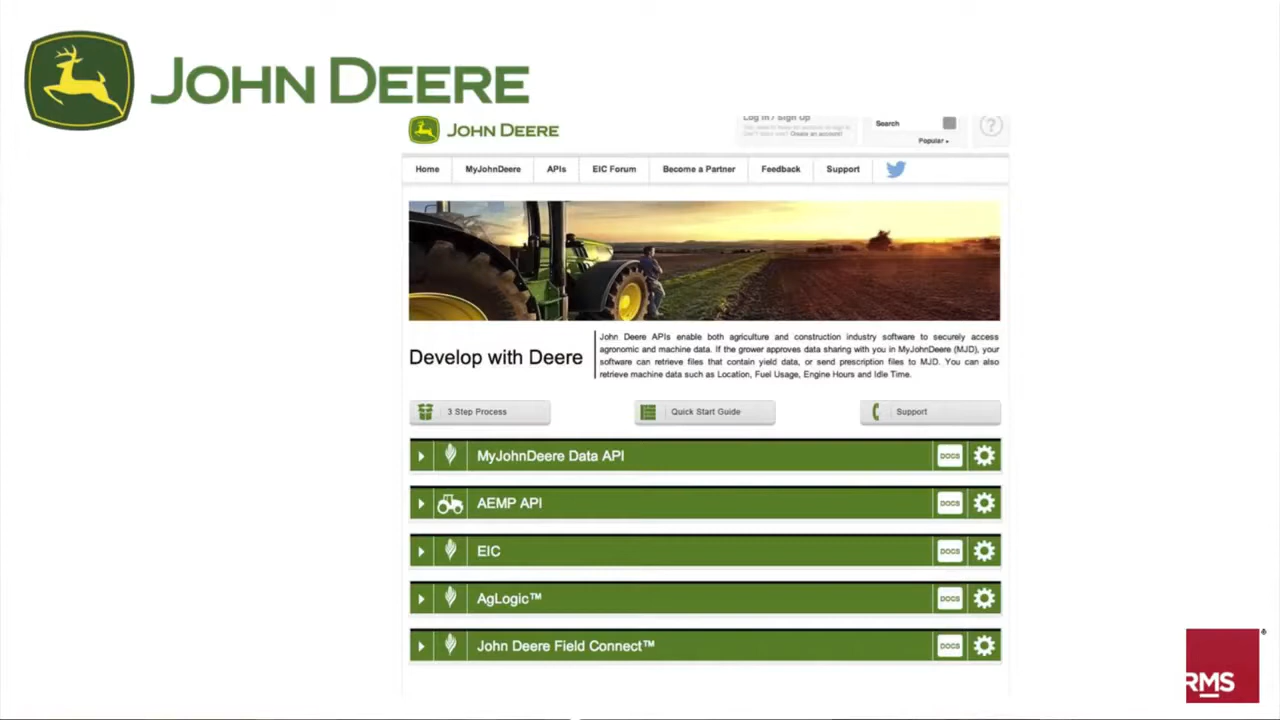 JOHN DEERE
JOHN DEERE
Log In / Sign Up
Create an account!
Search
Popular
?
Home
MyJohnDeere
APIs
EIC Forum
Become a Partner
Feedback
Support
Develop with Deere
John Deere APIs enable both agriculture and construction industry software to securely access
agronomic and machine data. If the grower approves data sharing with you in MyJohnDeere (MJD), your
software can retrieve files that contain yield data, or send prescription files to MJD. You can also
retrieve machine data such as Location, Fuel Usage, Engine Hours and Idle Time.
3 Step Process
Quick Start Guide
Support
MyJohnDeere Data API
DOCS
AEMP API
DOCS
EIC
DOCS
AgLogic™
DOCS
John Deere Field Connect™
DOCS
RMS